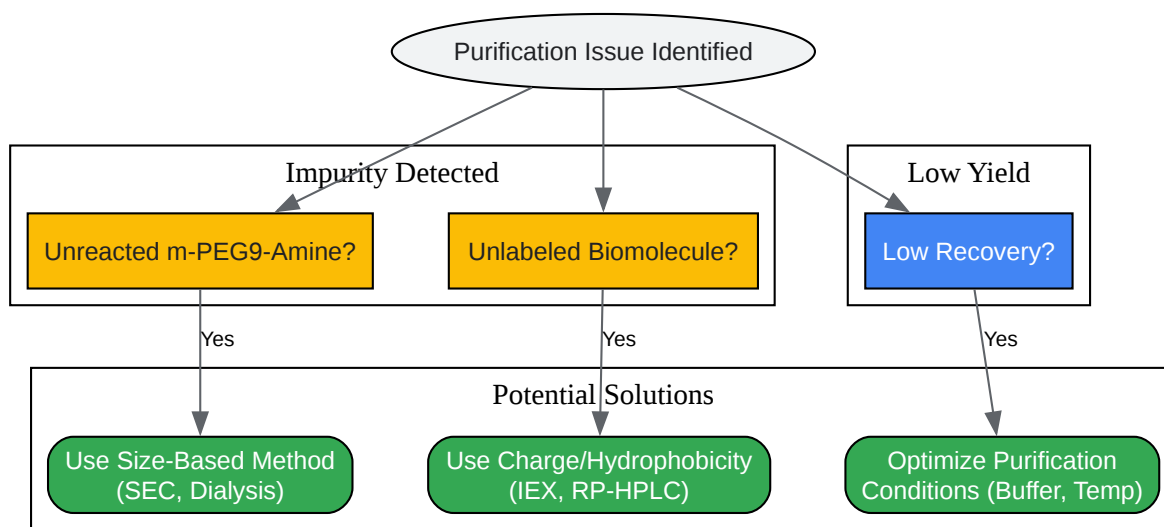 Purification Issue Identified
Impurity Detected
Low Yield
Unreacted m-PEG9-Amine?
Unlabeled Biomolecule?
Low Recovery?
Yes
Yes
Yes
Potential Solutions
Use Size-Based Method
(SEC, Dialysis)
Use Charge/Hydrophobicity
(IEX, RP-HPLC)
Optimize Purification
Conditions (Buffer, Temp)